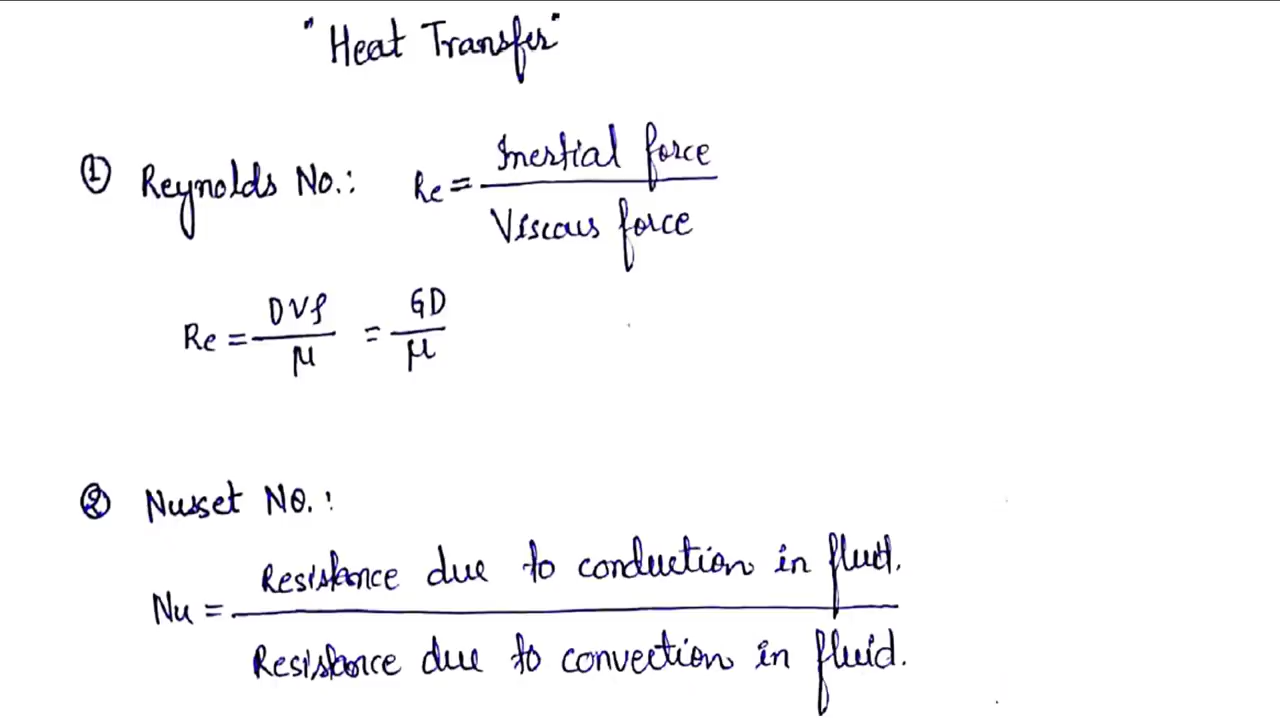 "Heat Transfer"
① Reynolds No.: Re = Inertial force / Viscous force
Re = DVρ / μ = GD / μ
② Nusset No.:
Nu = Resistance due to conduction in fluid. / Resistance due to convection in fluid.